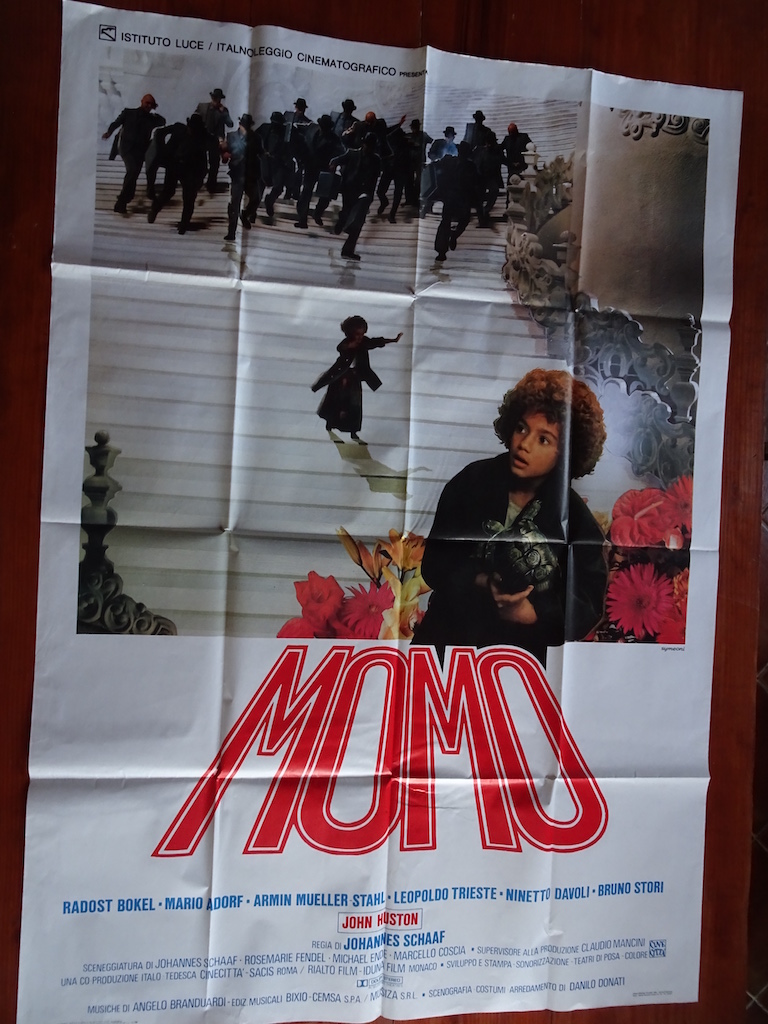 ISTITUTO LUCE / ITALNOLEGGIO CINEMATOGRAFICO PRESENTA
MOMO
RADOST BOKEL · MARIO ADORF · ARMIN MUELLER STAHL · LEOPOLDO TRIESTE · NINETTO DAVOLI · BRUNO STORI
JOHN HUSTON
REGIA DI JOHANNES SCHAAF
SCENEGGIATURA DI JOHANNES SCHAAF · ROSEMARIE FENDEL · MICHAEL ENDE · MARCELLO COSCIA • SUPERVISORE ALLA PRODUZIONE CLAUDIO MANCINI
UNA CO PRODUZIONE ITALO TEDESCA CINECITTA' · SACIS ROMA / RIALTO FILM · IDUNA FILM MONACO • SVILUPPO E STAMPA · SONORIZZAZIONE · TEATRI DI POSA · COLORE CINECITTÀ
MUSICHE DI ANGELO BRANDUARDI · EDIZ. MUSICALI BIXIO · CEMSA S.P.A. / MUSIZA S.R.L. • SCENOGRAFIA · COSTUMI · ARREDAMENTO DI DANILO DONATI